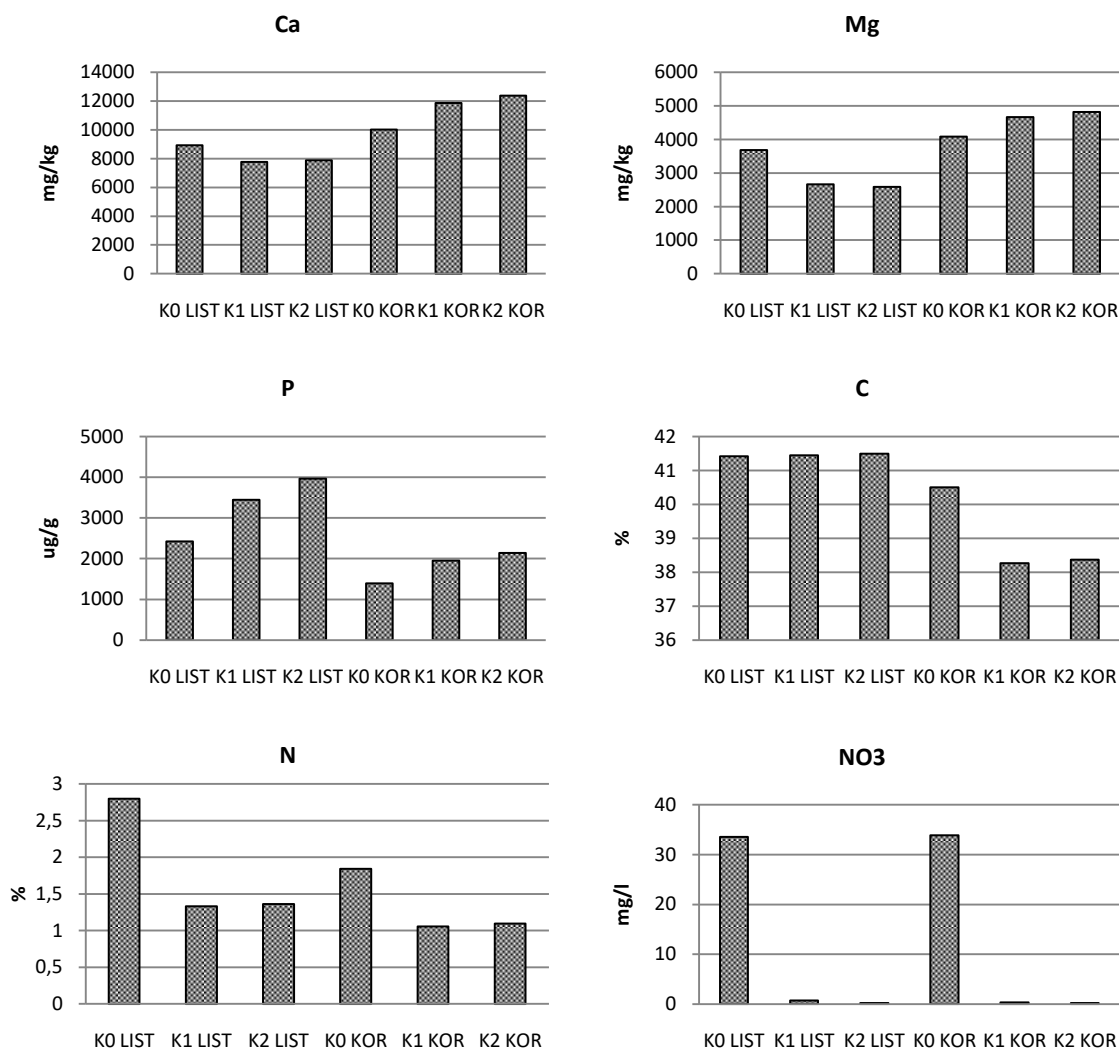 Ca
14000
12000
10000
8000
6000
4000
2000
0
mg/kg
K0 LIST K1 LIST K2 LIST K0 KOR K1 KOR K2 KOR
Mg
6000
5000
4000
3000
2000
1000
0
mg/kg
K0 LIST K1 LIST K2 LIST K0 KOR K1 KOR K2 KOR
P
5000
4000
3000
2000
1000
0
ug/g
K0 LIST K1 LIST K2 LIST K0 KOR K1 KOR K2 KOR
C
42
41
40
39
38
37
36
%
K0 LIST K1 LIST K2 LIST K0 KOR K1 KOR K2 KOR
N
3
2,5
2
1,5
1
0,5
0
%
K0 LIST K1 LIST K2 LIST K0 KOR K1 KOR K2 KOR
NO3
40
30
20
10
0
mg/l
K0 LIST K1 LIST K2 LIST K0 KOR K1 KOR K2 KOR